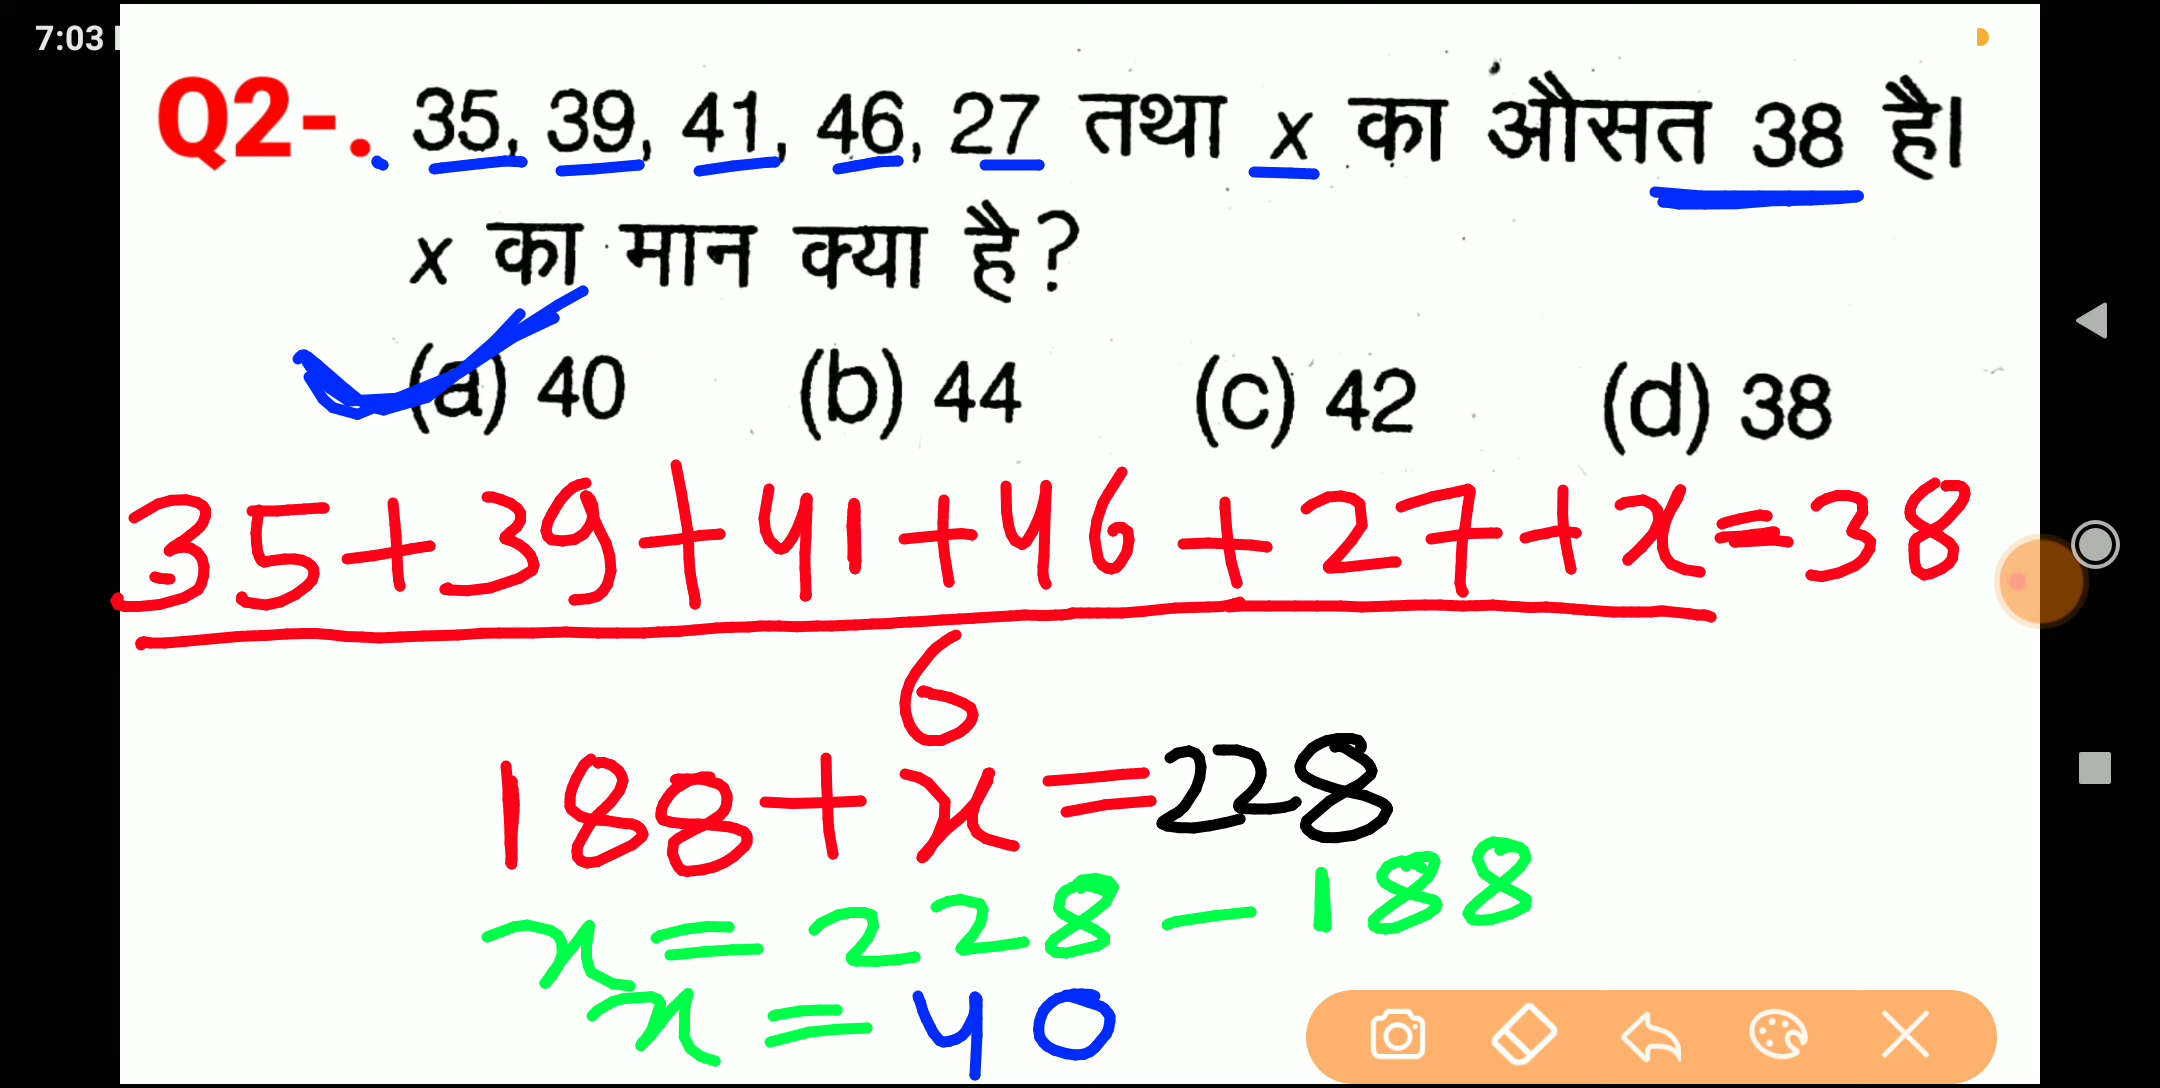 7:03
Q2-. 35, 39, 41, 46, 27 तथा x का औसत 38 है।
x का मान क्या है?
(a) 40 (b) 44 (c) 42 (d) 38
35+39+41+46+27+x=38
6
188+x=228
x=228-188
x=40